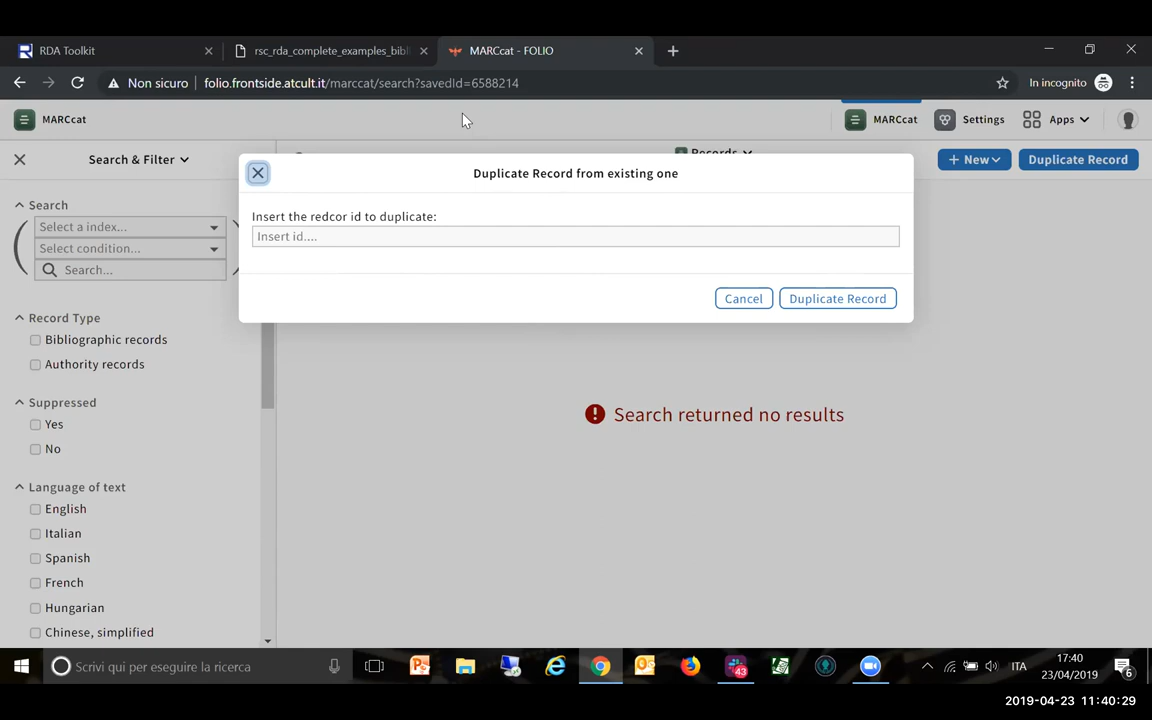 RDA Toolkit
rsc_rda_complete_examples_bibl
MARCcat - FOLIO
Non sicuro
folio.frontside.atcult.it/marccat/search?savedId=6588214
In incognito
MARCcat
MARCcat
Settings
Apps
Search & Filter
Records
+ New
Duplicate Record
Duplicate Record from existing one
Insert the redcor id to duplicate:
Insert id....
Cancel
Duplicate Record
Search
Select a index...
Select condition...
Search...
Record Type
Bibliographic records
Authority records
Suppressed
Yes
No
Search returned no results
Language of text
English
Italian
Spanish
French
Hungarian
Chinese, simplified
Scrivi qui per eseguire la ricerca
43
ITA
17:40
23/04/2019
6
2019-04-23 11:40:29